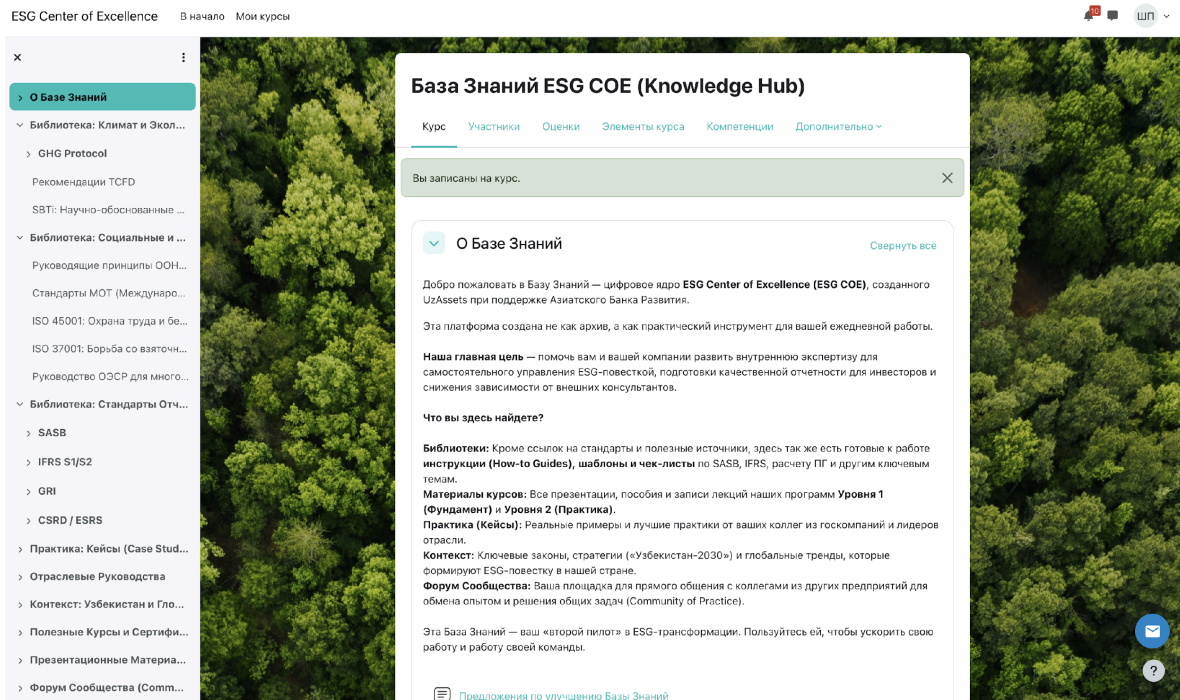 ESG Center of Excellence
В начало
Мои курсы
10
ШП
О Базе Знаний
Библиотека: Климат и Экол...
GHG Protocol
Рекомендации TCFD
SBTi: Научно-обоснованные ...
Библиотека: Социальные и ...
Руководящие принципы ООН...
Стандарты МОТ (Междунаро...
ISO 45001: Охрана труда и бе...
ISO 37001: Борьба со взяточн...
Руководство ОЭСР для много...
Библиотека: Стандарты Отч...
SASB
IFRS S1/S2
GRI
CSRD / ESRS
Практика: Кейсы (Case Stud...
Отраслевые Руководства
Контекст: Узбекистан и Гло...
Полезные Курсы и Сертифи...
Презентационные Материа...
Форум Сообщества (Comm...
База Знаний ESG COE (Knowledge Hub)
Курс
Участники
Оценки
Элементы курса
Компетенции
Дополнительно
Вы записаны на курс.
О Базе Знаний
Свернуть всё
Добро пожаловать в Базу Знаний — цифровое ядро ESG Center of Excellence (ESG COE), созданного
UzAssets при поддержке Азиатского Банка Развития.
Эта платформа создана не как архив, а как практический инструмент для вашей ежедневной работы.
Наша главная цель — помочь вам и вашей компании развить внутреннюю экспертизу для
самостоятельного управления ESG-повесткой, подготовки качественной отчетности для инвесторов и
снижения зависимости от внешних консультантов.
Что вы здесь найдете?
Библиотеки: Кроме ссылок на стандарты и полезные источники, здесь так же есть готовые к работе
инструкции (How-to Guides), шаблоны и чек-листы по SASB, IFRS, расчету ПГ и другим ключевым
темам.
Материалы курсов: Все презентации, пособия и записи лекций наших программ Уровня 1
(Фундамент) и Уровня 2 (Практика).
Практика (Кейсы): Реальные примеры и лучшие практики от ваших коллег из госкомпаний и лидеров
отрасли.
Контекст: Ключевые законы, стратегии («Узбекистан-2030») и глобальные тренды, которые
формируют ESG-повестку в нашей стране.
Форум Сообщества: Ваша площадка для прямого общения с коллегами из других предприятий для
обмена опытом и решения общих задач (Community of Practice).
Эта База Знаний — ваш «второй пилот» в ESG-трансформации. Пользуйтесь ей, чтобы ускорить свою
работу и работу своей команды.
Предложения по улучшению Базы Знаний
?